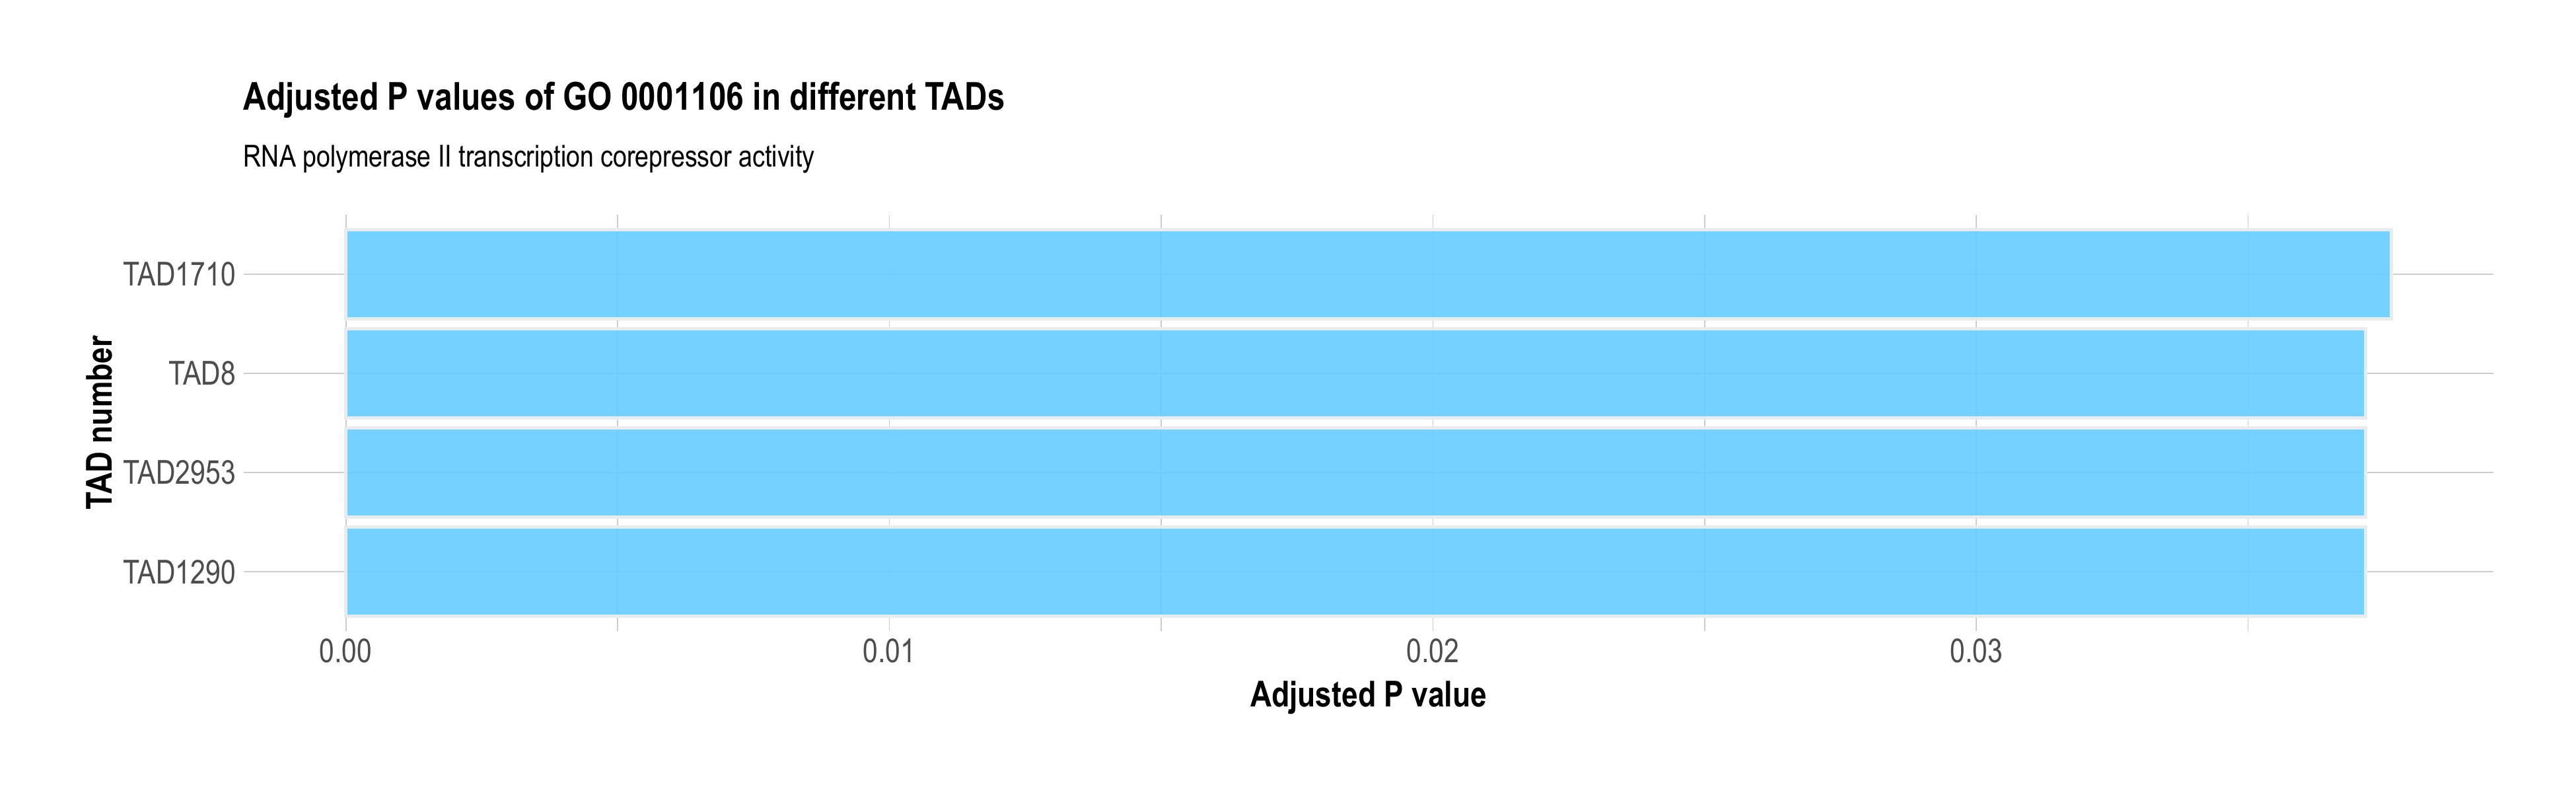 Adjusted P values of GO 0001106 in different TADs
RNA polymerase II transcription corepressor activity
TAD number
TAD1710
TAD8
TAD2953
TAD1290
0.00 0.01 0.02 0.03
Adjusted P value